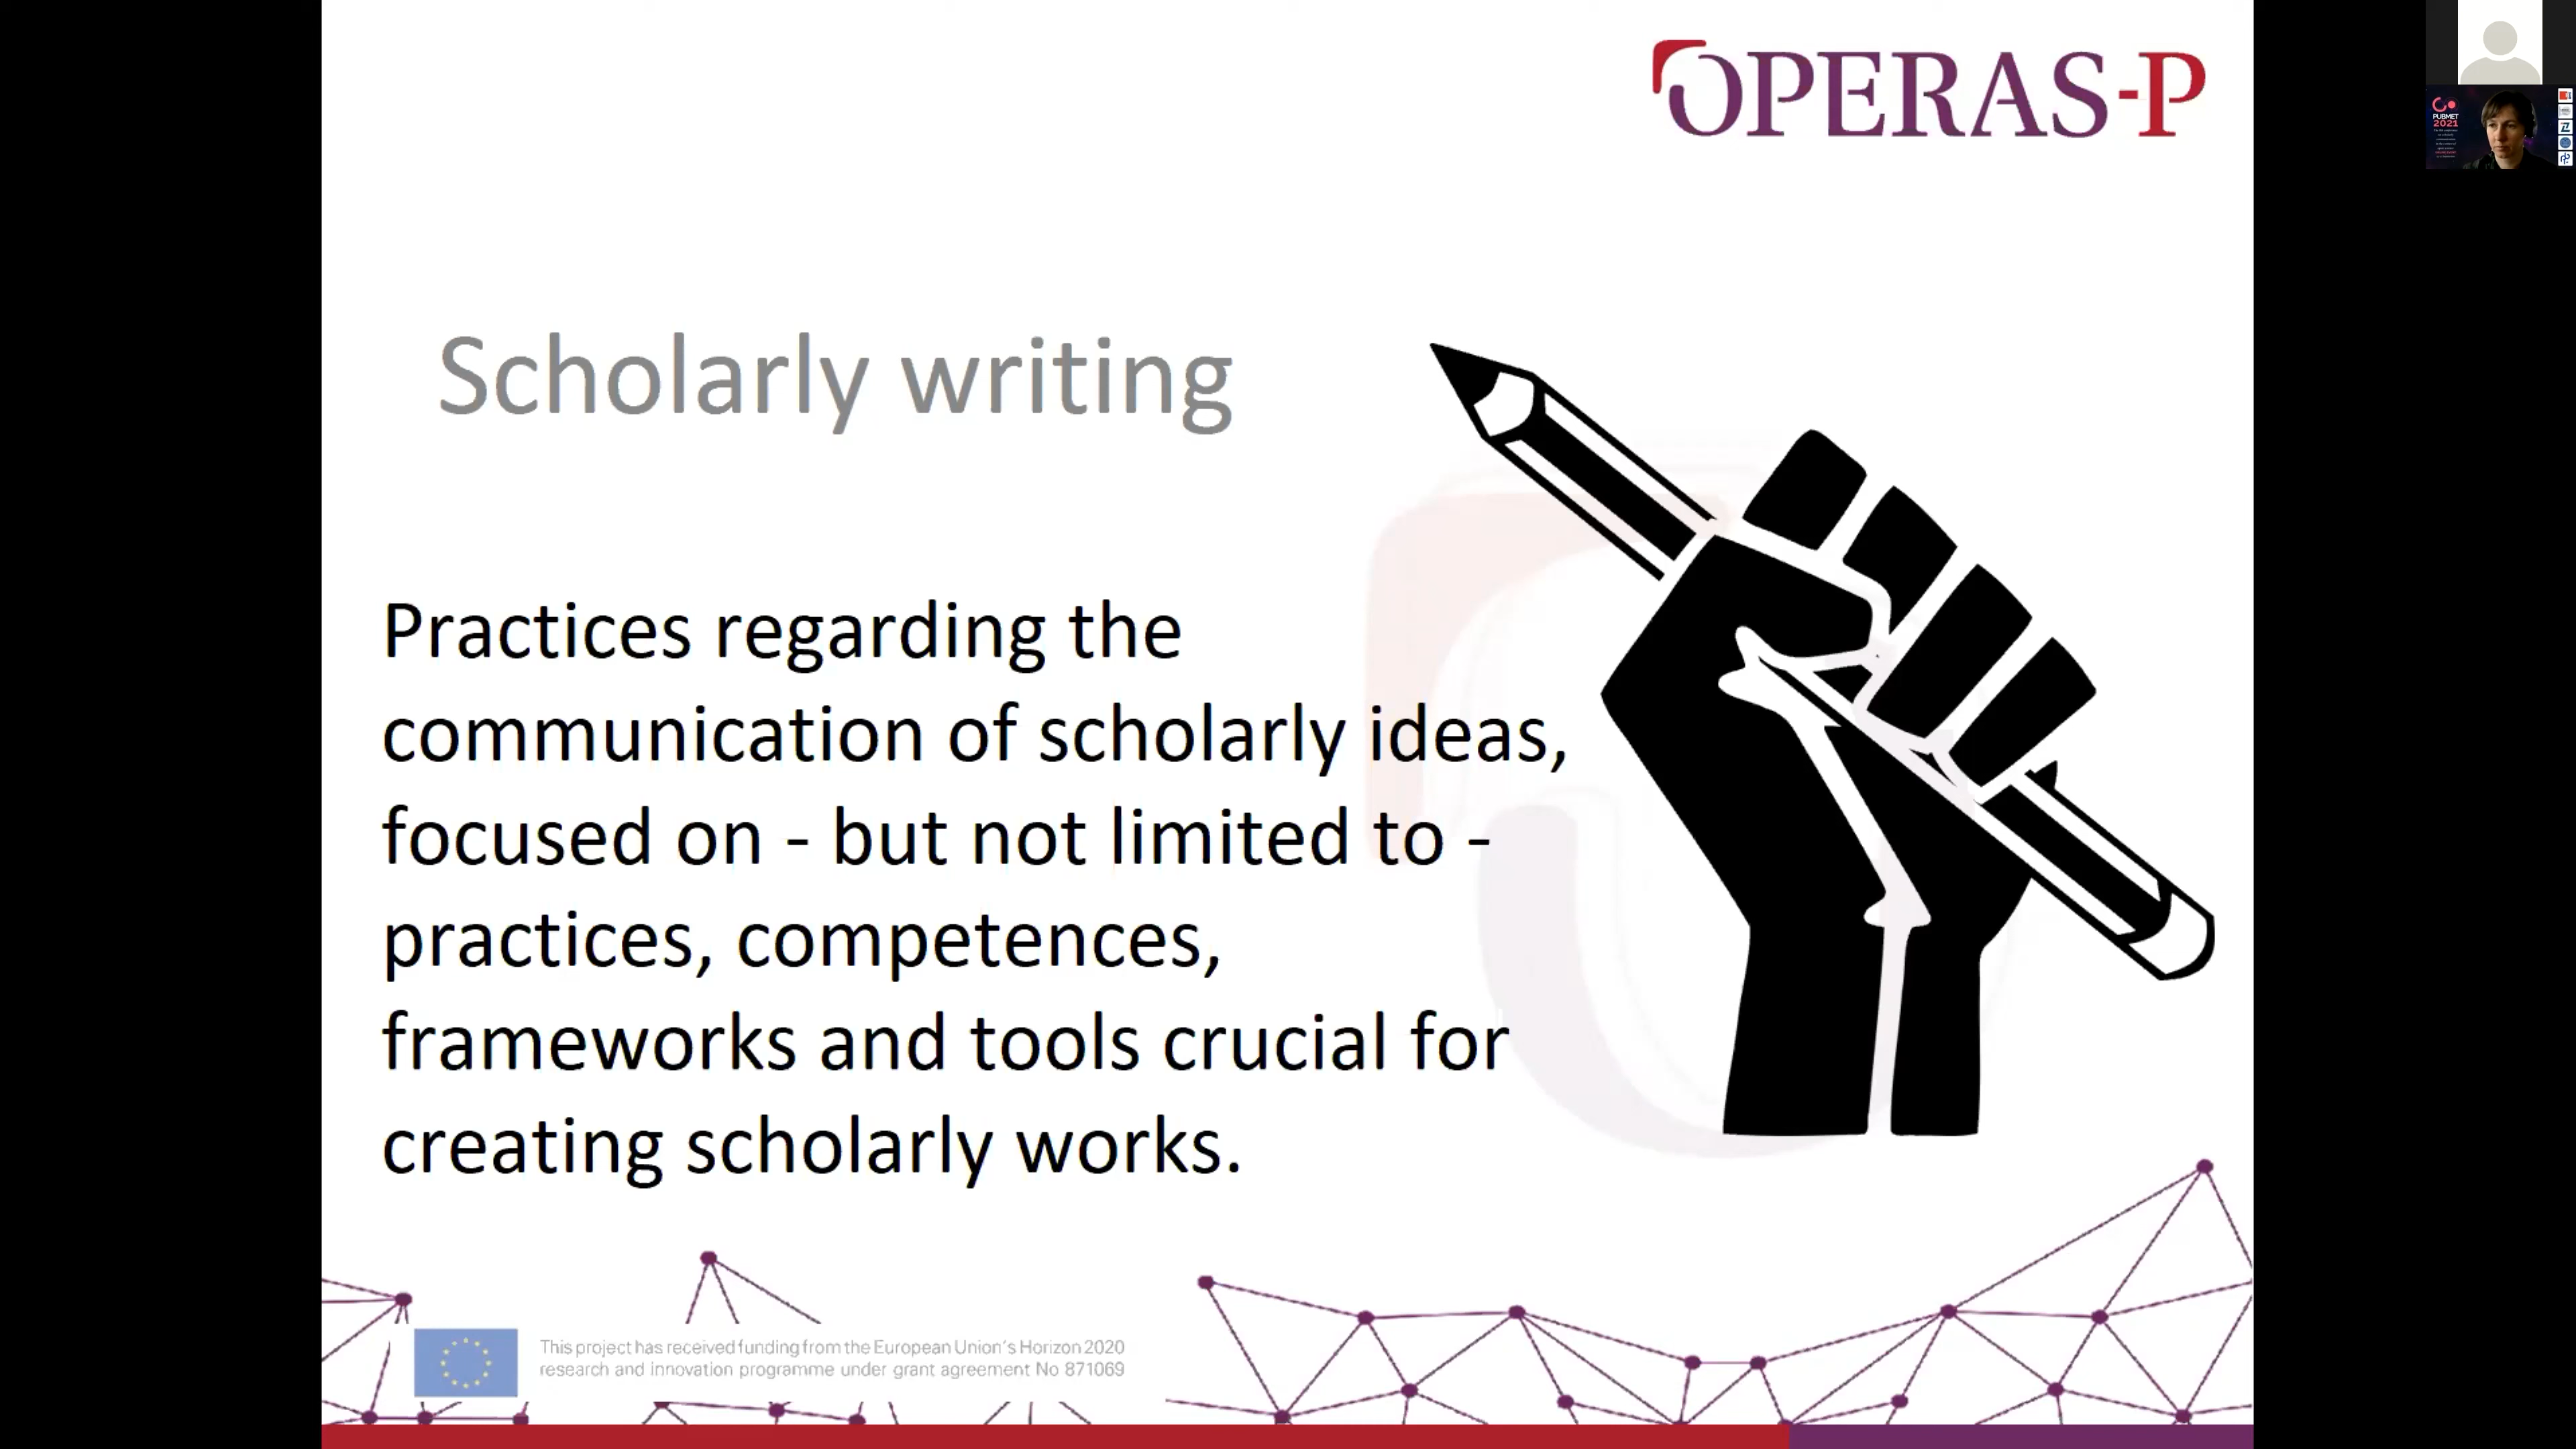 OPERAS-P
Scholarly writing
Practices regarding the
communication of scholarly ideas,
focused on - but not limited to -
practices, competences,
frameworks and tools crucial for
creating scholarly works.
This project has received funding from the European Union's Horizon 2020
research and innovation programme under grant agreement No 871069
PUBMET
2021